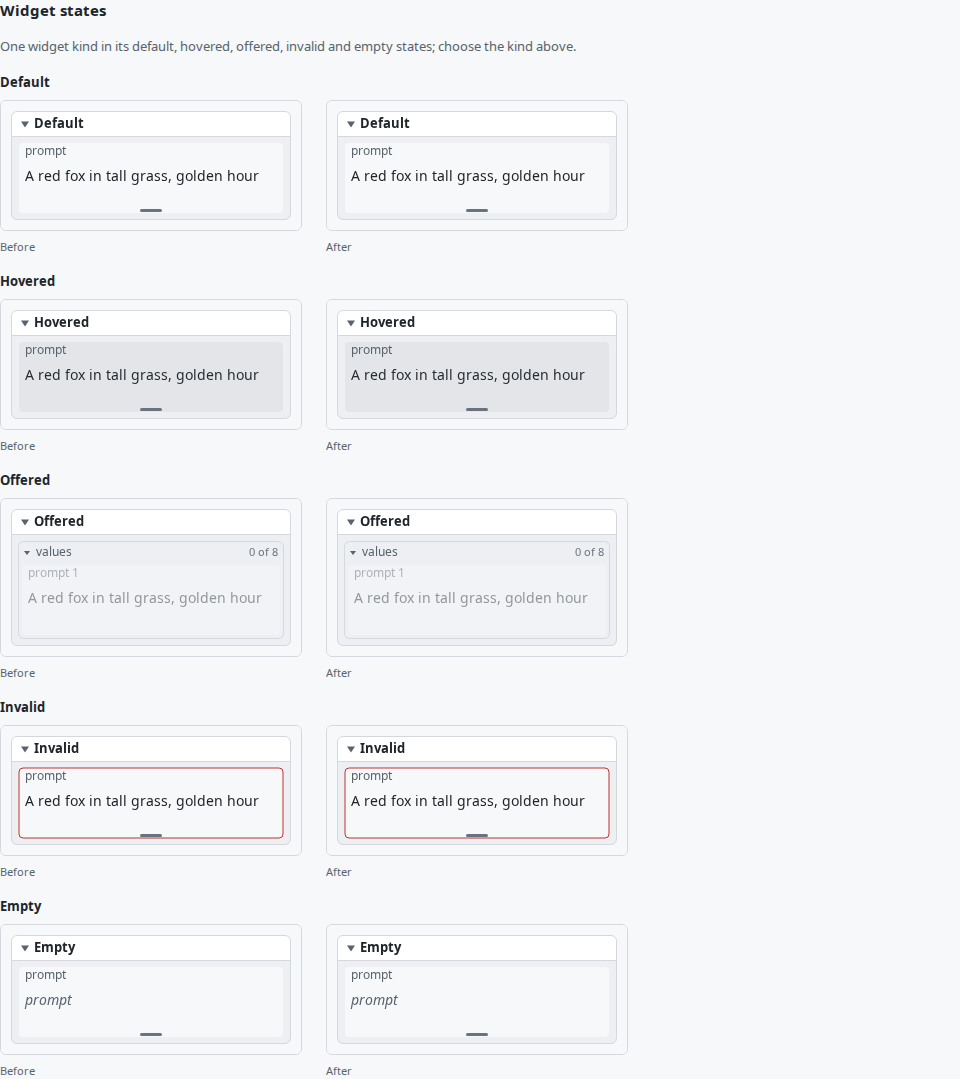 Widget states
One widget kind in its default, hovered, offered, invalid and empty states; choose the kind above.
Default
Default
prompt
A red fox in tall grass, golden hour
Before
Default
prompt
A red fox in tall grass, golden hour
After
Hovered
Hovered
prompt
A red fox in tall grass, golden hour
Before
Hovered
prompt
A red fox in tall grass, golden hour
After
Offered
Offered
values 0 of 8
prompt 1
A red fox in tall grass, golden hour
Before
Offered
values 0 of 8
prompt 1
A red fox in tall grass, golden hour
After
Invalid
Invalid
prompt
A red fox in tall grass, golden hour
Before
Invalid
prompt
A red fox in tall grass, golden hour
After
Empty
Empty
prompt
prompt
Before
Empty
prompt
prompt
After